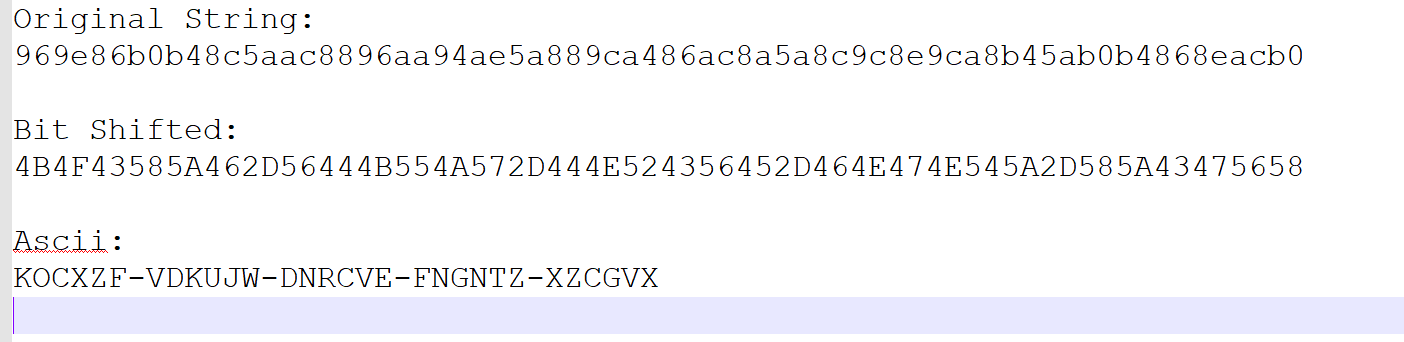 Original String:
969e86b0b48c5aac8896aa94ae5a889ca486ac8a5a8c9c8e9ca8b45ab0b4868eacb0
Bit Shifted:
4B4F43585A462D56444B554A572D444E524356452D464E474E545A2D585A43475658
Ascii:
KOCXZF-VDKUJW-DNRCVE-FNGNTZ-XZCGVX